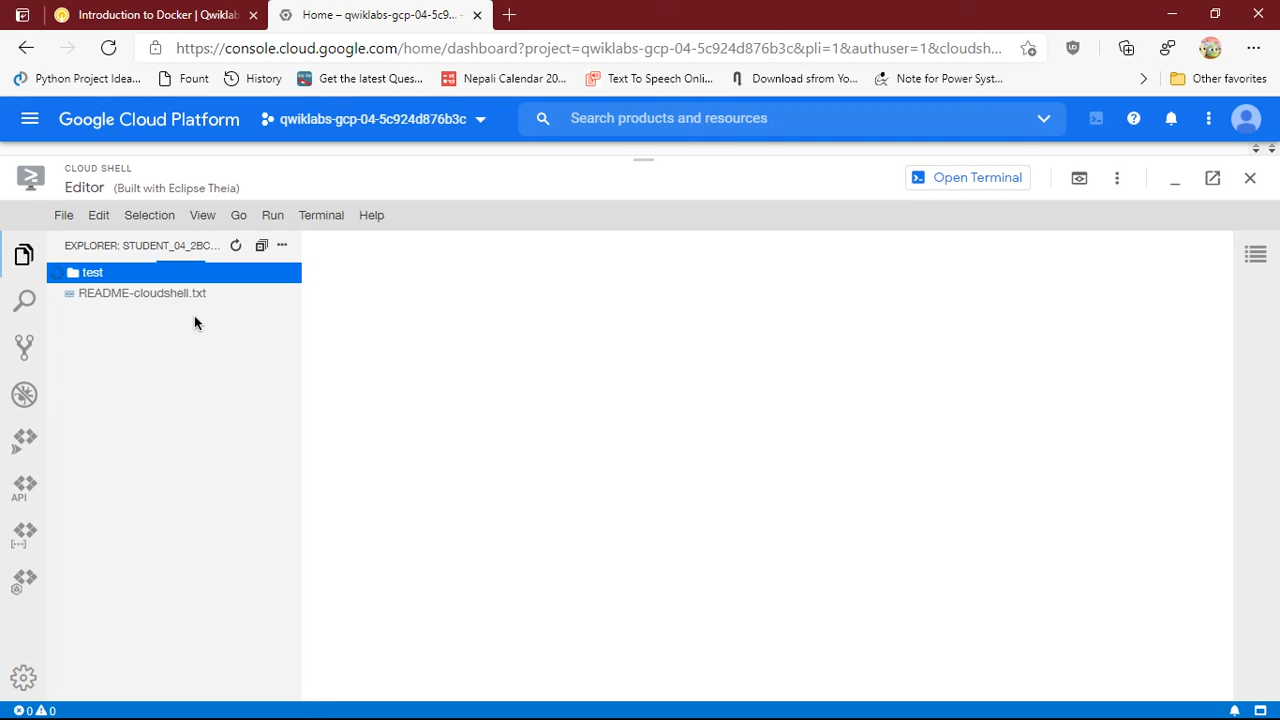 Introduction to Docker | Qwiklab
Home – qwiklabs-gcp-04-5c9...
https://console.cloud.google.com/home/dashboard?project=qwiklabs-gcp-04-5c924d876b3c&pli=1&authuser=1&cloudsh...
Python Project Idea...
Fount
History
Get the latest Ques...
Nepali Calendar 20...
Text To Speech Onli...
Download sfrom Yo...
Note for Power Syst...
Other favorites
Google Cloud Platform
qwiklabs-gcp-04-5c924d876b3c
Search products and resources
CLOUD SHELL
Editor (Built with Eclipse Theia)
Open Terminal
File Edit Selection View Go Run Terminal Help
EXPLORER: STUDENT_04_2BC...
test
README-cloudshell.txt
API
0 0